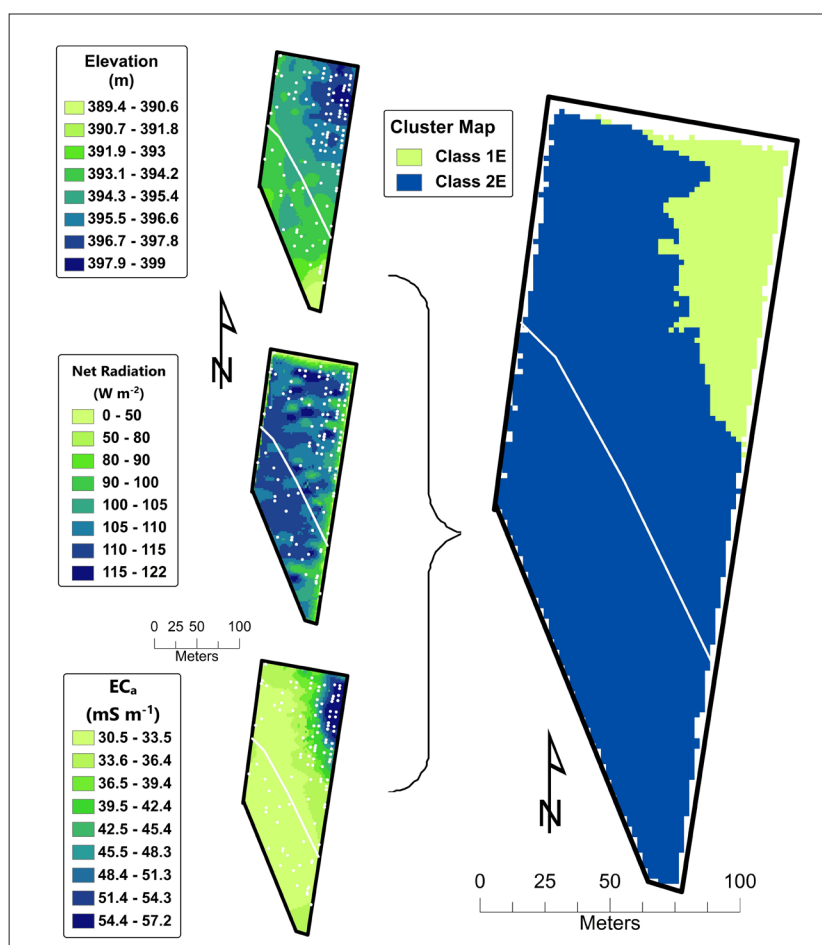 Elevation
(m)
389.4 - 390.6
390.7 - 391.8
391.9 - 393
393.1 - 394.2
394.3 - 395.4
395.5 - 396.6
396.7 - 397.8
397.9 - 399
Cluster Map
Class 1E
Class 2E
N
Net Radiation
(W m⁻²)
0 - 50
50 - 80
80 - 90
90 - 100
100 - 105
105 - 110
110 - 115
115 - 122
0 25 50 100
Meters
ECₐ
(mS m⁻¹)
30.5 - 33.5
33.6 - 36.4
36.5 - 39.4
39.5 - 42.4
42.5 - 45.4
45.5 - 48.3
48.4 - 51.3
51.4 - 54.3
54.4 - 57.2
N
0 25 50 100
Meters